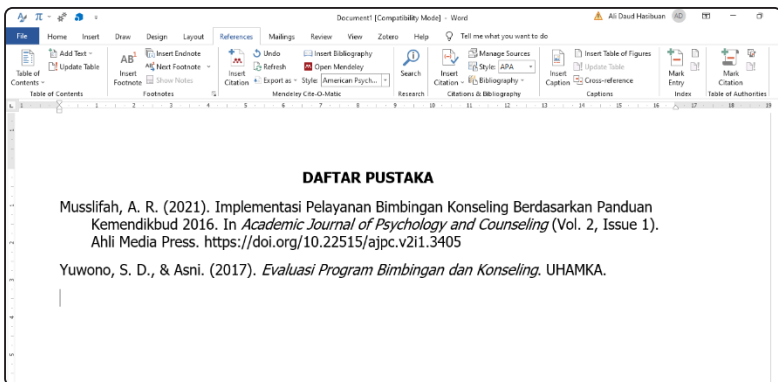 Document1 [Compatibility Mode] - Word
Ali Daud Hasibuan
AD
File Home Insert Draw Design Layout References Mailings Review View Zotero Help Tell me what you want to do
Table of Contents
Add Text
Update Table
Table of Contents
AB¹
Insert Footnote
Insert Endnote
Next Footnote
Show Notes
Footnotes
Insert Citation
Undo
Refresh
Export as
Insert Bibliography
Open Mendeley
Style: American Psych...
Mendeley Cite-O-Matic
Search
Research
Insert Citation
Manage Sources
Style: APA
Bibliography
Citations & Bibliography
Insert Caption
Insert Table of Figures
Update Table
Cross-reference
Captions
Mark Entry
Index
Mark Citation
Table of Authorities
DAFTAR PUSTAKA
Musslifah, A. R. (2021). Implementasi Pelayanan Bimbingan Konseling Berdasarkan Panduan
Kemendikbud 2016. In Academic Journal of Psychology and Counseling (Vol. 2, Issue 1).
Ahli Media Press. https://doi.org/10.22515/ajpc.v2i1.3405
Yuwono, S. D., & Asni. (2017). Evaluasi Program Bimbingan dan Konseling. UHAMKA.